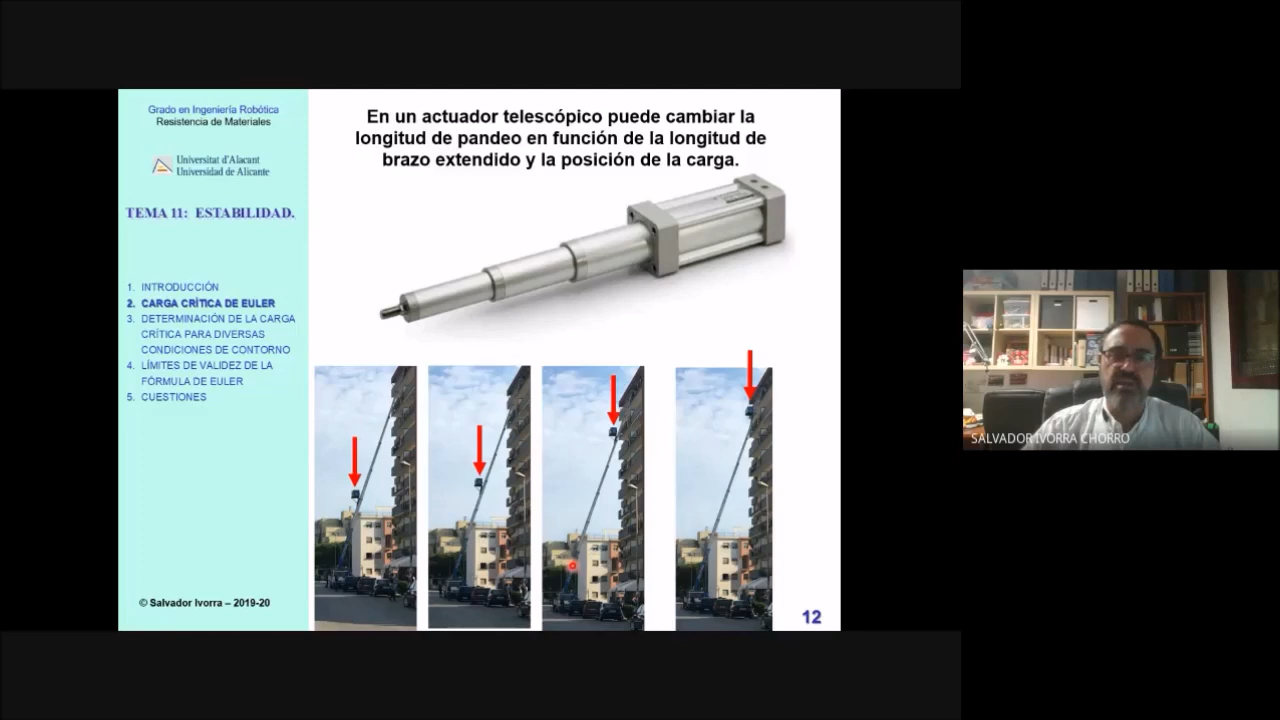 Grado en Ingeniería Robótica
Resistencia de Materiales
Universitat d'Alacant
Universidad de Alicante
TEMA 11: ESTABILIDAD.
1. INTRODUCCIÓN
2. CARGA CRÍTICA DE EULER
3. DETERMINACIÓN DE LA CARGA
CRÍTICA PARA DIVERSAS
CONDICIONES DE CONTORNO
4. LÍMITES DE VALIDEZ DE LA
FÓRMULA DE EULER
5. CUESTIONES
© Salvador Ivorra – 2019-20
En un actuador telescópico puede cambiar la
longitud de pandeo en función de la longitud de
brazo extendido y la posición de la carga.
12
SALVADOR IVORRA CHORRO